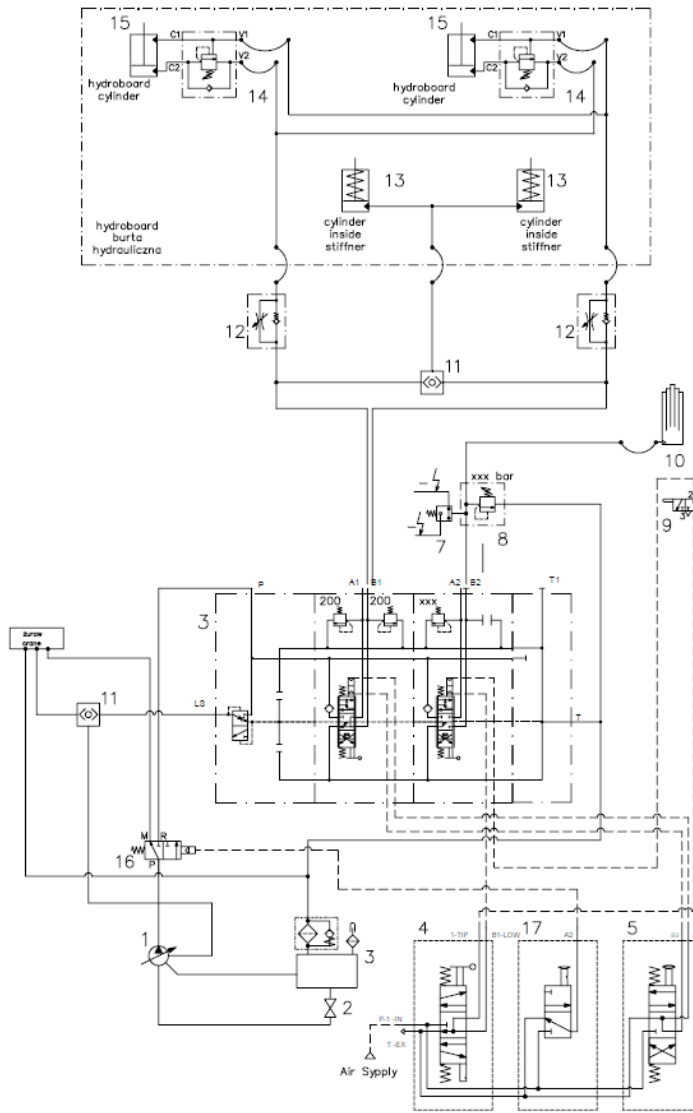 15
C1
V1
C2
V2
14
hydroboard
cylinder
15
C1
V1
C2
V2
14
hydroboard
cylinder
13
13
cylinder
inside
stiffner
cylinder
inside
stiffner
hydroboard
burta
hydrauliczna
12
12
11
10
xxx bar
7
8
9
2
P
A1
B1
A2
B2
T1
3
200
200
xxx
żuraw
crane
11
LS
T
M
R
16
P
1
3
2
4
1-TIP
B1-LOW
17
A2
5
P-1 -IN
T -EX
Air Sypply